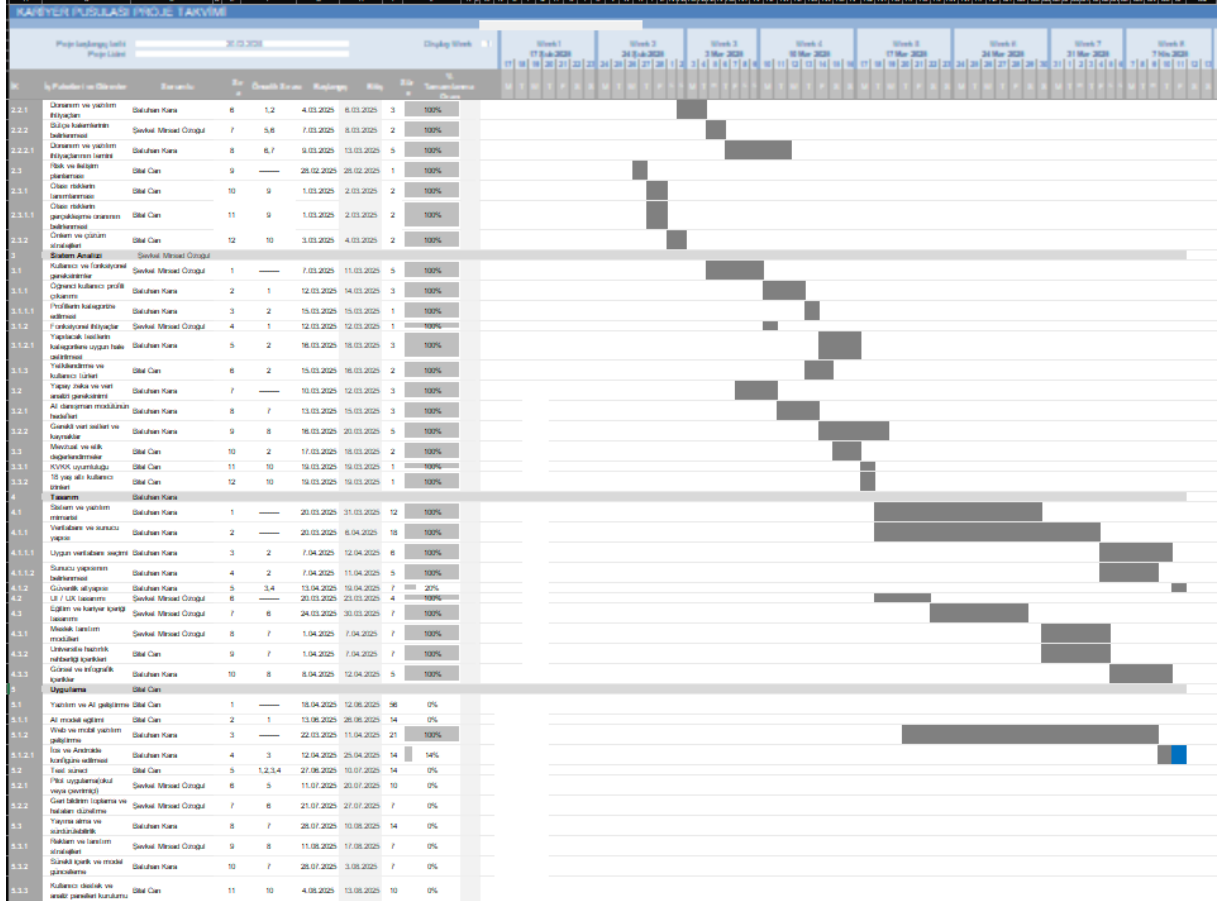 KARİYER PUSULASI PROJE TAKVİMİ
Proje başlangıç tarihi
Proje Lideri
Display Week 1
Week 1 Week 2 Week 3 Week 4 Week 5 Week 6 Week 7 Week 8
İş Paketleri ve Görevler Sorumlu Öncelik Sırası Başlangıç Bitiş
2.2.1 Donanım ve yazılım ihtiyaçları Batuhan Kara 6 1,2 4.03.2025 6.03.2025 3 100%
2.2.2 Bütçe kalemlerinin belirlenmesi Şevket Mirsad Özoğul 7 5,6 7.03.2025 8.03.2025 2 100%
2.2.2.1 Donanım ve yazılım ihtiyaçlarının temini Batuhan Kara 8 6,7 9.03.2025 13.03.2025 5 100%
2.3 Risk ve iletişim planlaması Bilal Can 9 —— 28.02.2025 28.02.2025 1 100%
2.3.1 Olası risklerin tanımlanması Bilal Can 10 9 1.03.2025 2.03.2025 2 100%
2.3.1.1 Olası risklerin gerçekleşme oranının belirlenmesi Bilal Can 11 9 1.03.2025 2.03.2025 2 100%
2.3.2 Önlem ve çözüm stratejileri Bilal Can 12 10 3.03.2025 4.03.2025 2 100%
3 Sistem Analizi Şevket Mirsad Özoğul
3.1 Kullanıcı ve fonksiyonel gereksinimler Şevket Mirsad Özoğul 1 —— 7.03.2025 11.03.2025 5 100%
3.1.1 Öğrenci kullanıcı profili çıkarımı Batuhan Kara 2 1 12.03.2025 14.03.2025 3 100%
3.1.1.1 Profillerin kategorize edilmesi Batuhan Kara 3 2 15.03.2025 15.03.2025 1 100%
3.1.2 Fonksiyonel ihtiyaçlar Şevket Mirsad Özoğul 4 1 12.03.2025 12.03.2025 1 100%
3.1.2.1 Yapılacak testlerin kategorilere uygun hale getirilmesi Batuhan Kara 5 2 16.03.2025 18.03.2025 3 100%
3.1.3 Yetkilendirme ve kullanıcı türleri Bilal Can 6 2 15.03.2025 16.03.2025 2 100%
3.2 Yapay zeka ve veri analizi gereksinimi Batuhan Kara 7 —— 10.03.2025 12.03.2025 3 100%
3.2.1 AI danışman modülünün hedefleri Batuhan Kara 8 7 13.03.2025 15.03.2025 3 100%
3.2.2 Gerekli veri setleri ve kaynaklar Batuhan Kara 9 8 16.03.2025 20.03.2025 5 100%
3.3 Mevzuat ve etik değerlendirmeler Bilal Can 10 2 17.03.2025 18.03.2025 2 100%
3.3.1 KVKK uyumluluğu Bilal Can 11 10 19.03.2025 19.03.2025 1 100%
3.3.2 18 yaş altı kullanıcı izinleri Bilal Can 12 10 19.03.2025 19.03.2025 1 100%
4 Tasarım Batuhan Kara
4.1 Sistem ve yazılım mimarisi Batuhan Kara 1 —— 20.03.2025 31.03.2025 12 100%
4.1.1 Veritabanı ve sunucu yapısı Batuhan Kara 2 —— 20.03.2025 6.04.2025 18 100%
4.1.1.1 Uygun veritabanı seçimi Batuhan Kara 3 2 7.04.2025 12.04.2025 6 100%
4.1.1.2 Sunucu yapısının belirlenmesi Batuhan Kara 4 2 7.04.2025 11.04.2025 5 100%
4.1.2 Güvenlik altyapısı Batuhan Kara 5 3,4 13.04.2025 19.04.2025 7 20%
4.2 UI / UX tasarımı Şevket Mirsad Özoğul 6 —— 20.03.2025 23.03.2025 4 100%
4.3 Eğitim ve kariyer içeriği tasarımı Şevket Mirsad Özoğul 7 6 24.03.2025 30.03.2025 7 100%
4.3.1 Meslek tanıtım modülleri Şevket Mirsad Özoğul 8 7 1.04.2025 7.04.2025 7 100%
4.3.2 Üniversite hazırlık rehberliği içerikleri Bilal Can 9 7 1.04.2025 7.04.2025 7 100%
4.3.3 Görsel ve infografik içerikler Batuhan Kara 10 8 8.04.2025 12.04.2025 5 100%
5 Uygulama Bilal Can
5.1 Yazılım ve AI geliştirme Bilal Can 1 —— 18.04.2025 12.06.2025 56 0%
5.1.1 AI modeli eğitimi Bilal Can 2 1 13.06.2025 26.06.2025 14 0%
5.1.2 Web ve mobil yazılım geliştirme Batuhan Kara 3 —— 22.03.2025 11.04.2025 21 100%
5.1.2.1 İos ve Androide konfigüre edilmesi Batuhan Kara 4 3 12.04.2025 25.04.2025 14 14%
5.2 Test süreci Bilal Can 5 1,2,3,4 27.06.2025 10.07.2025 14 0%
5.2.1 Pilot uygulama(okul veya çevrimiçi) Şevket Mirsad Özoğul 6 5 11.07.2025 20.07.2025 10 0%
5.2.2 Geri bildirim toplama ve hataları düzeltme Şevket Mirsad Özoğul 7 6 21.07.2025 27.07.2025 7 0%
5.3 Yayına alma ve sürdürülebilirlik Batuhan Kara 8 7 28.07.2025 10.08.2025 14 0%
5.3.1 Reklam ve tanıtım stratejileri Şevket Mirsad Özoğul 9 8 11.08.2025 17.08.2025 7 0%
5.3.2 Sürekli içerik ve model güncelleme Batuhan Kara 10 7 28.07.2025 3.08.2025 7 0%
5.3.3 Kullanıcı destek ve analiz panelleri kurulumu Bilal Can 11 10 4.08.2025 13.08.2025 10 0%